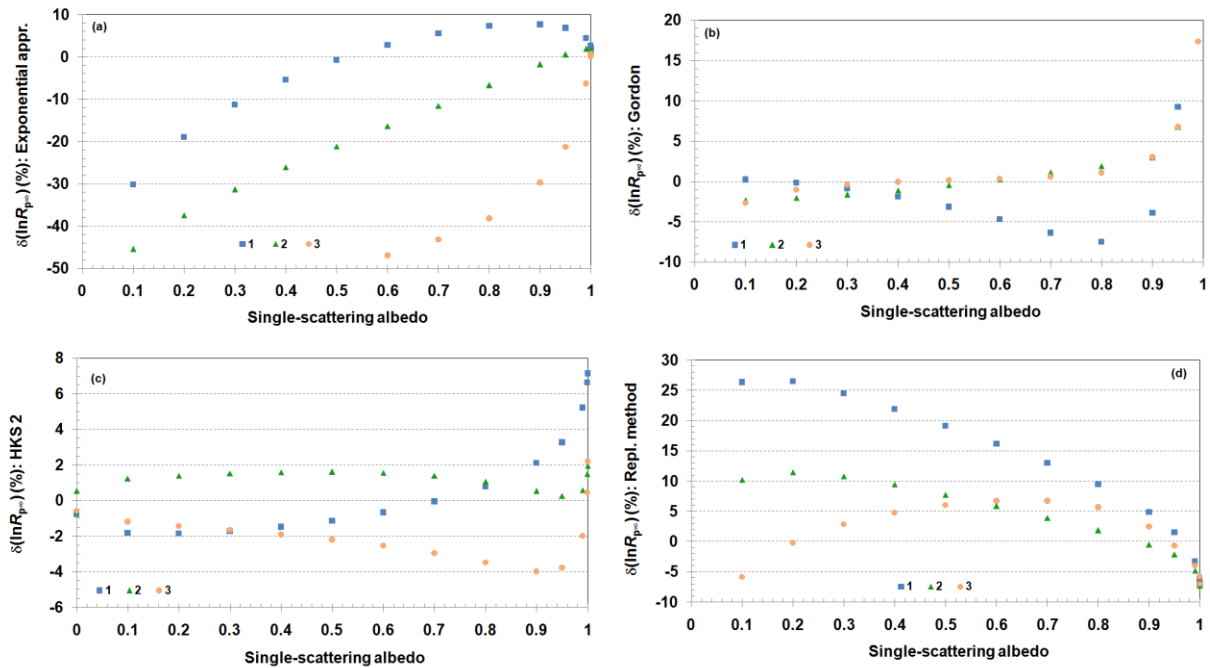 (a)
δ(lnRp∞) (%): Exponential appr.
10
0
-10
-20
-30
-40
-50
1 2 3
0 0.1 0.2 0.3 0.4 0.5 0.6 0.7 0.8 0.9 1
Single-scattering albedo
(b)
δ(lnRp∞) (%): Gordon
20
15
10
5
0
-5
-10
1 2 3
0 0.1 0.2 0.3 0.4 0.5 0.6 0.7 0.8 0.9 1
Single-scattering albedo
(c)
δ(lnRp∞) (%): HKS 2
8
6
4
2
0
-2
-4
-6
1 2 3
0 0.1 0.2 0.3 0.4 0.5 0.6 0.7 0.8 0.9 1
Single-scattering albedo
(d)
δ(lnRp∞) (%): Repl. method
30
25
20
15
10
5
0
-5
-10
1 2 3
0 0.1 0.2 0.3 0.4 0.5 0.6 0.7 0.8 0.9 1
Single-scattering albedo